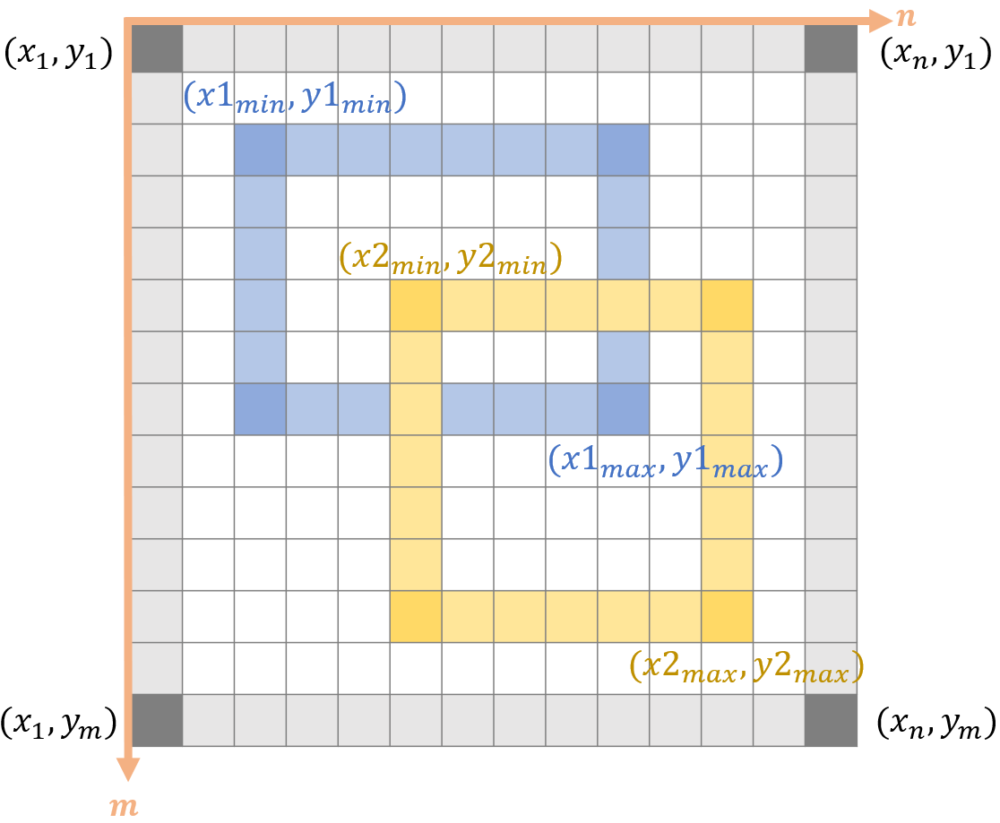 n
(x₁, y₁)
(xₙ, y₁)
(x1ₘᵢₙ, y1ₘᵢₙ)
(x2ₘᵢₙ, y2ₘᵢₙ)
(x1ₘₐₓ, y1ₘₐₓ)
(x2ₘₐₓ, y2ₘₐₓ)
(x₁, yₘ)
(xₙ, yₘ)
m